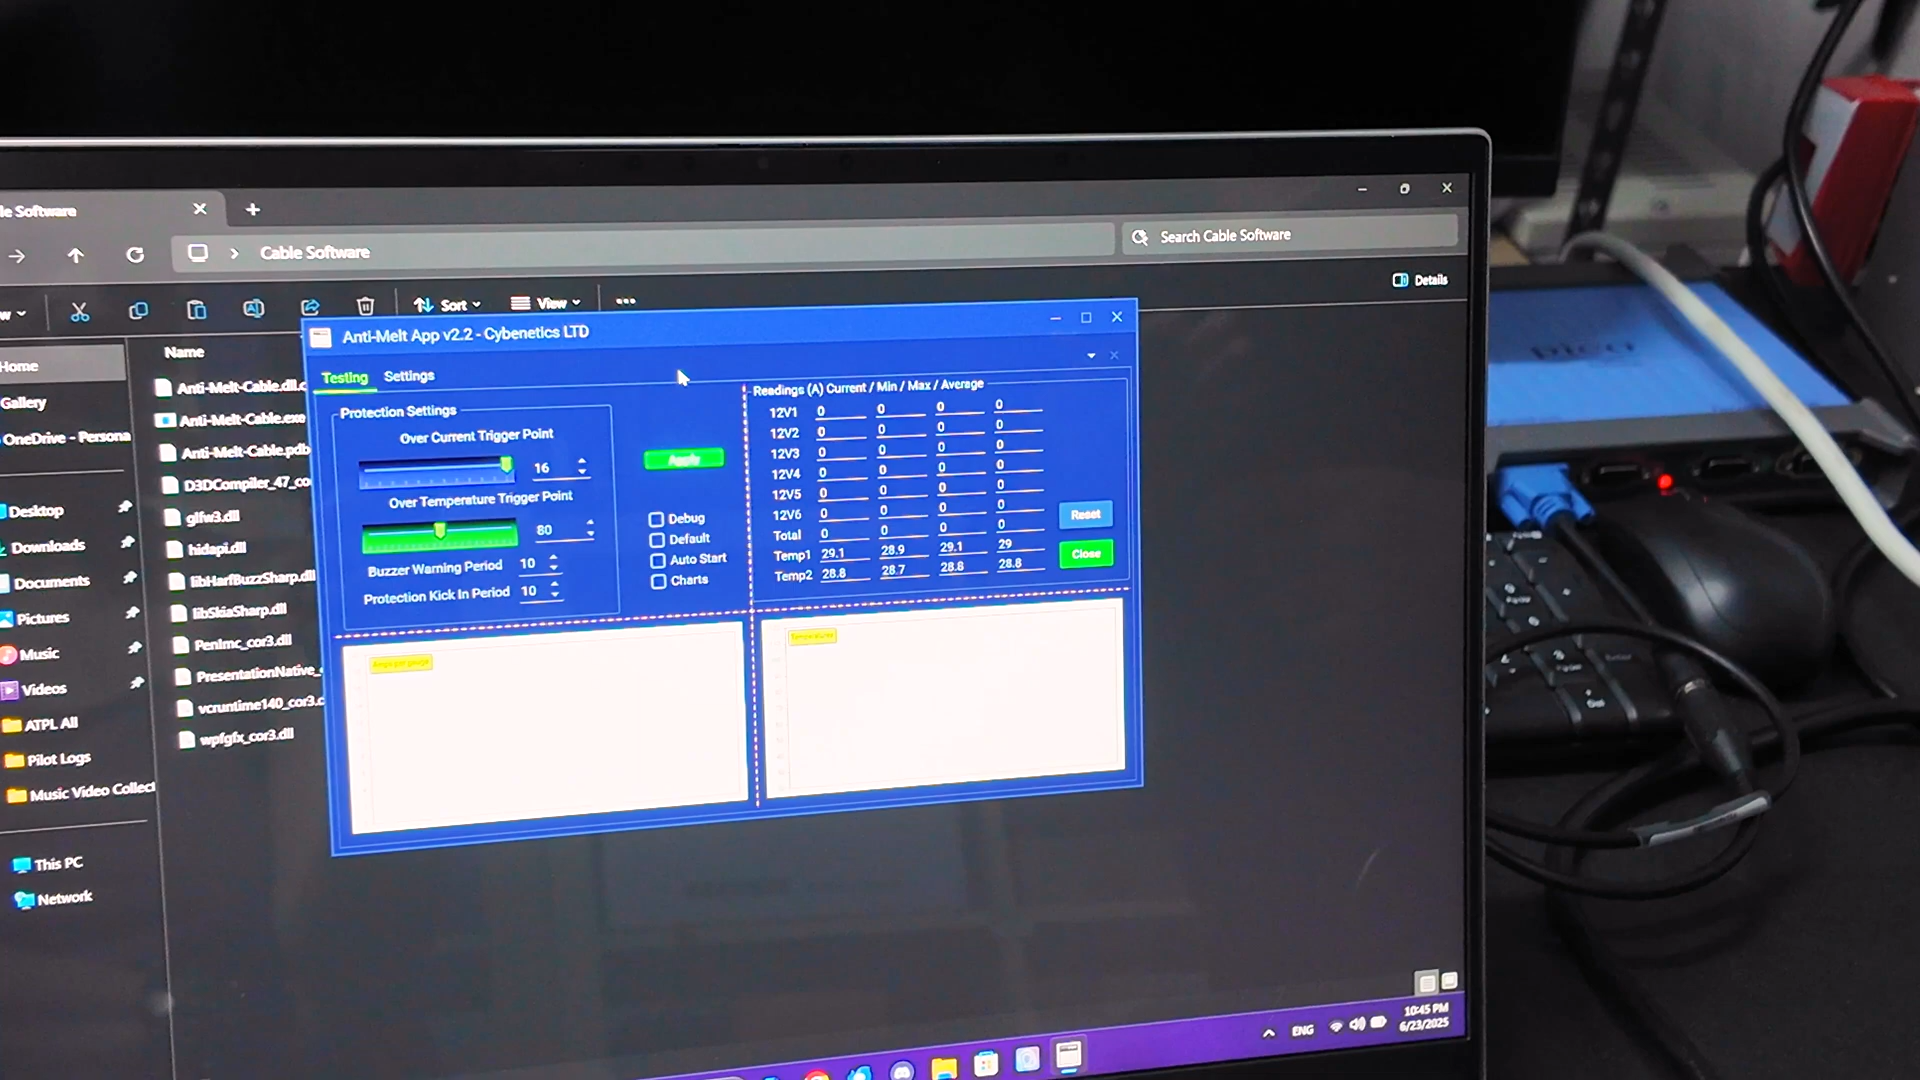 le Software
Cable Software
Search Cable Software
w
Sort
View
Details
Home
Gallery
OneDrive - Persona
Desktop
Downloads
Documents
Pictures
Music
Videos
ATPL All
Pilot Logs
Music Video Collect
This PC
Network
Name
Anti-Melt-Cable.dll.c
Anti-Melt-Cable.exe
Anti-Melt-Cable.pdb
D3DCompiler_47_co
glfw3.dll
hidapi.dll
libHarfBuzzSharp.dll
libSkiaSharp.dll
PenImc_cor3.dll
PresentationNative_
vcruntime140_cor3.d
wpfgfx_cor3.dll
Anti-Melt App v2.2 - Cybenetics LTD
Testing Settings
Protection Settings
Over Current Trigger Point
16
Over Temperature Trigger Point
80
Buzzer Warning Period 10
Protection Kick In Period 10
Apply
Debug
Default
Auto Start
Charts
Readings (A) Current / Min / Max / Average
12V1 0 0 0 0
12V2 0 0 0 0
12V3 0 0 0 0
12V4 0 0 0 0
12V5 0 0 0 0
12V6 0 0 0 0
Total 0 0 0 0
Temp1 29.1 28.9 29.1 29
Temp2 28.8 28.7 28.8 28.8
Reset
Close
Temperatures
ENG
10:45 PM
6/23/2025
pico